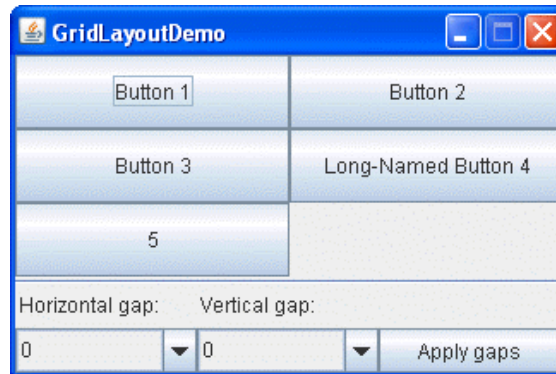 GridLayoutDemo
Button 1 Button 2
Button 3 Long-Named Button 4
5
Horizontal gap: Vertical gap:
0 0 Apply gaps